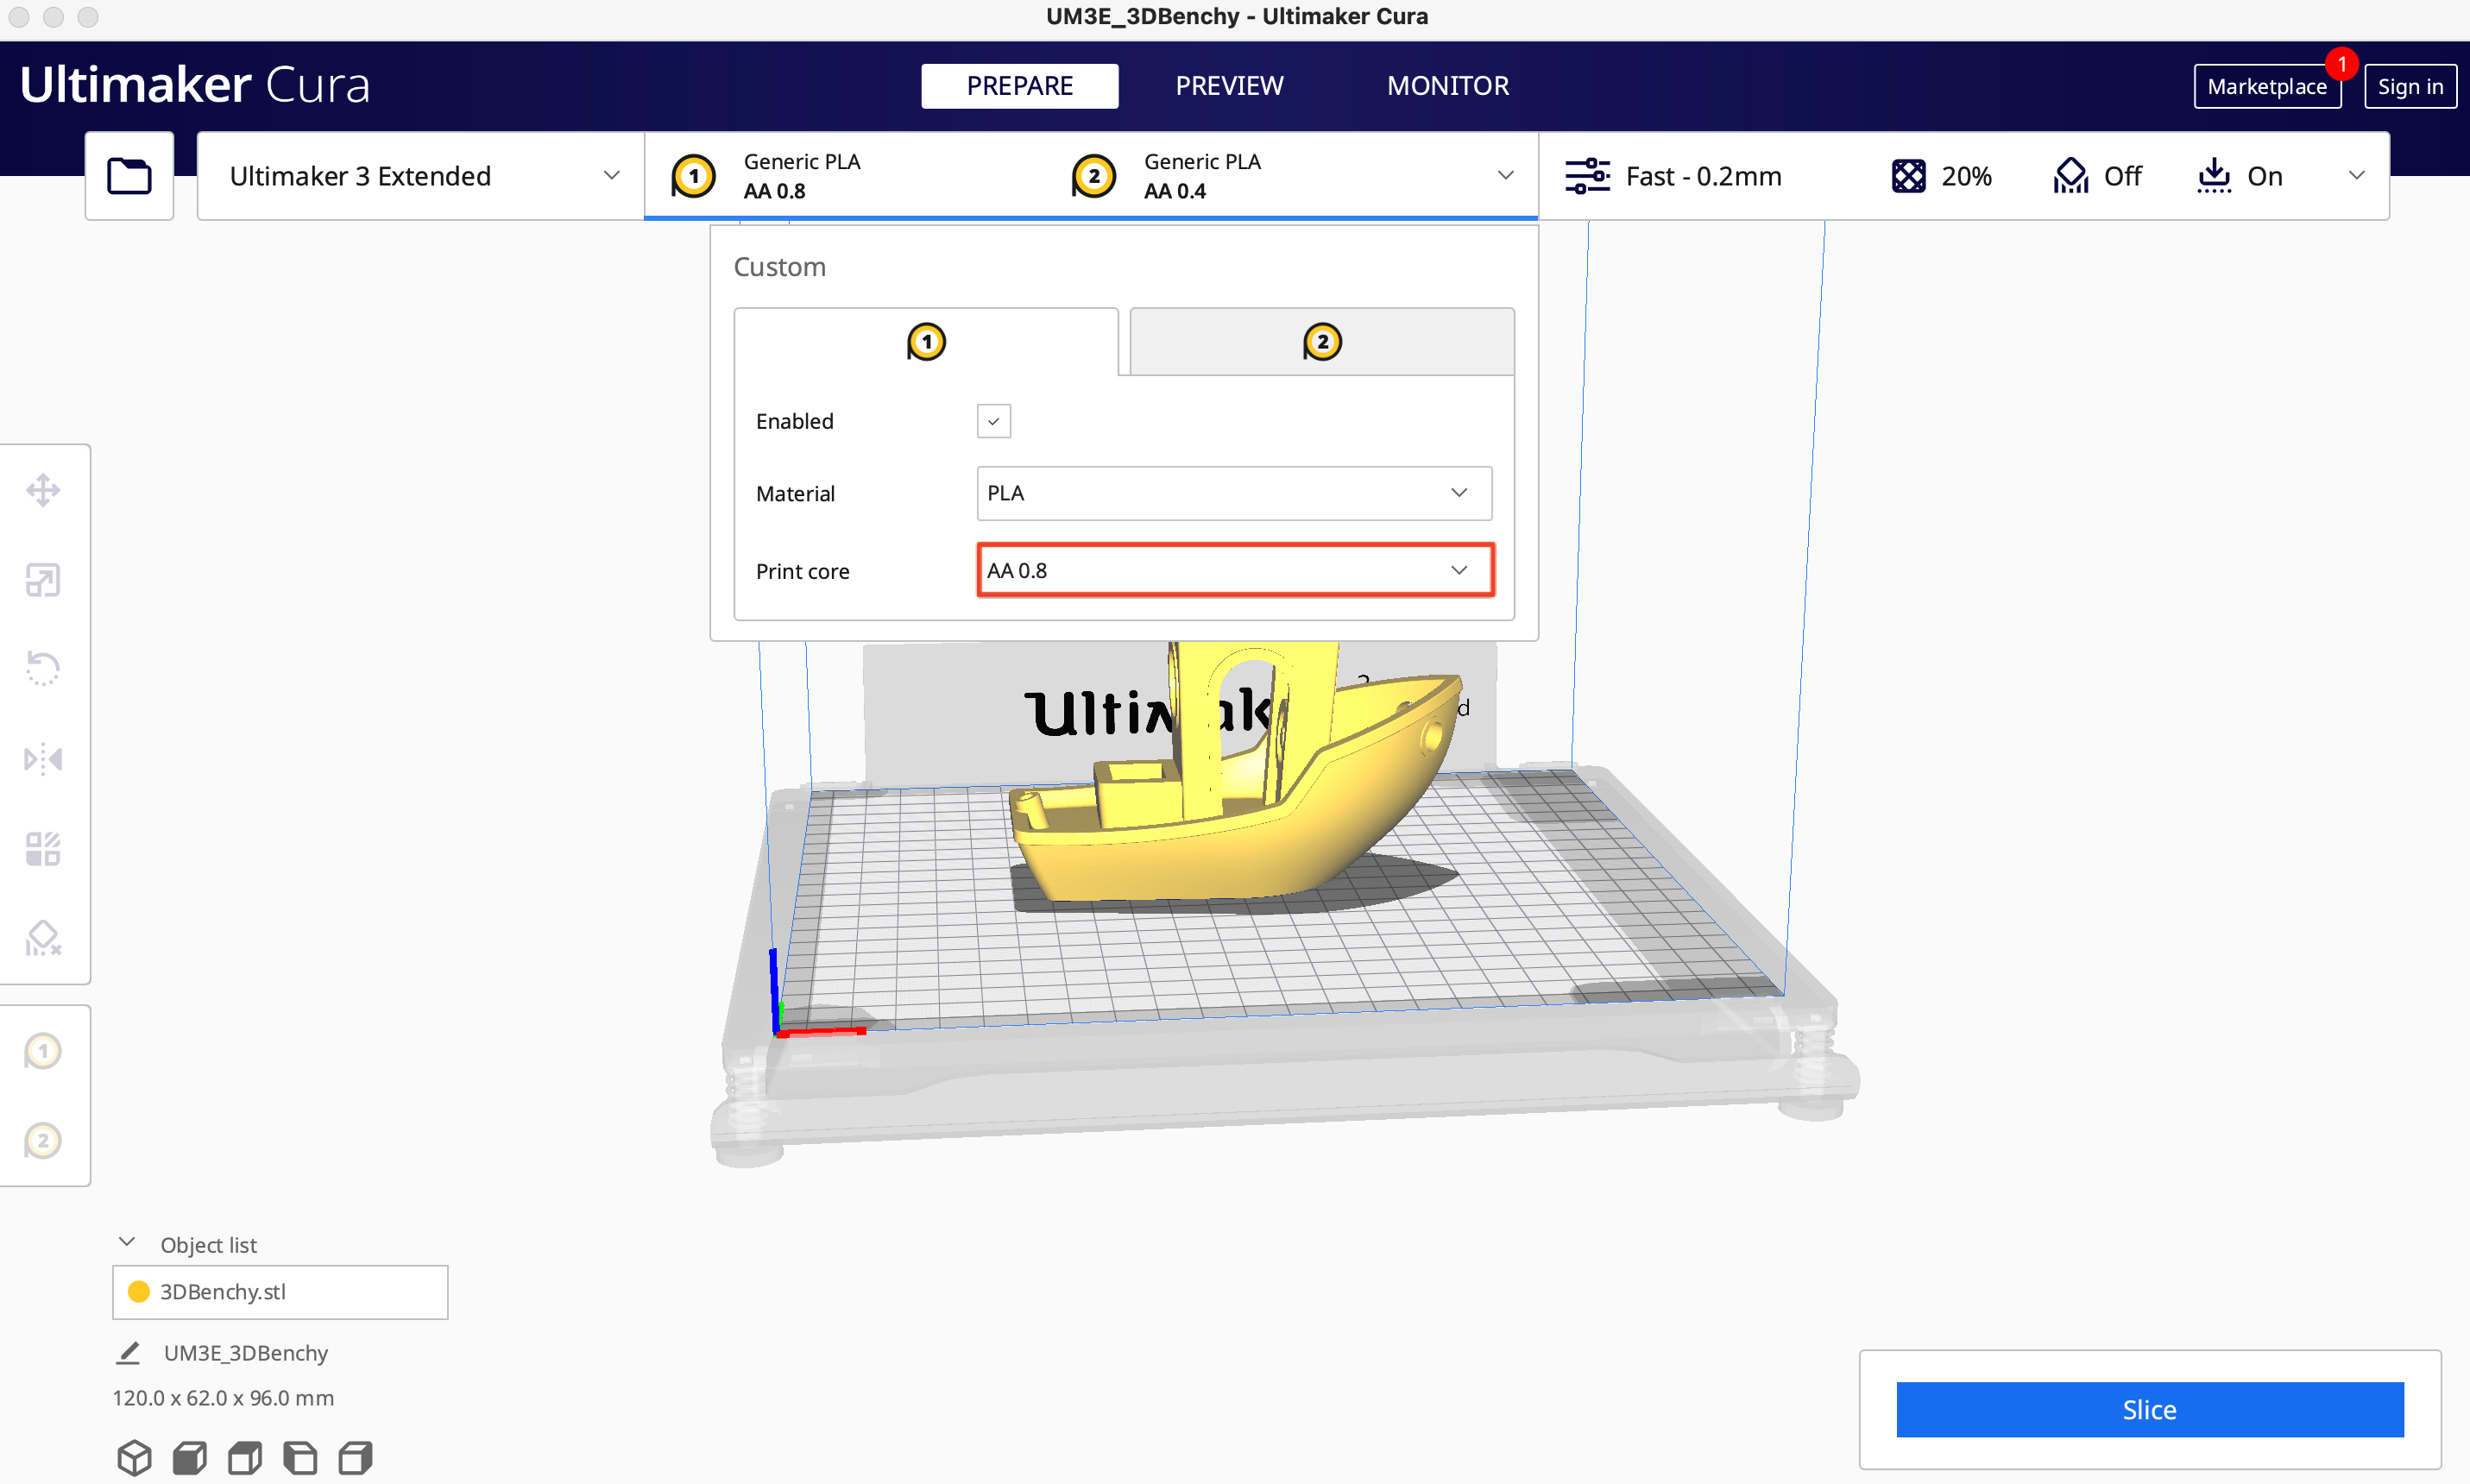 UM3E_3DBenchy - Ultimaker Cura
Ultimaker Cura
PREPARE
PREVIEW
MONITOR
Marketplace
1
Sign in
Ultimaker 3 Extended
1
Generic PLA
AA 0.8
2
Generic PLA
AA 0.4
Fast - 0.2mm
20%
Off
On
Custom
1
2
Enabled
Material
PLA
Print core
AA 0.8
1
2
Object list
3DBenchy.stl
UM3E_3DBenchy
120.0 x 62.0 x 96.0 mm
Slice